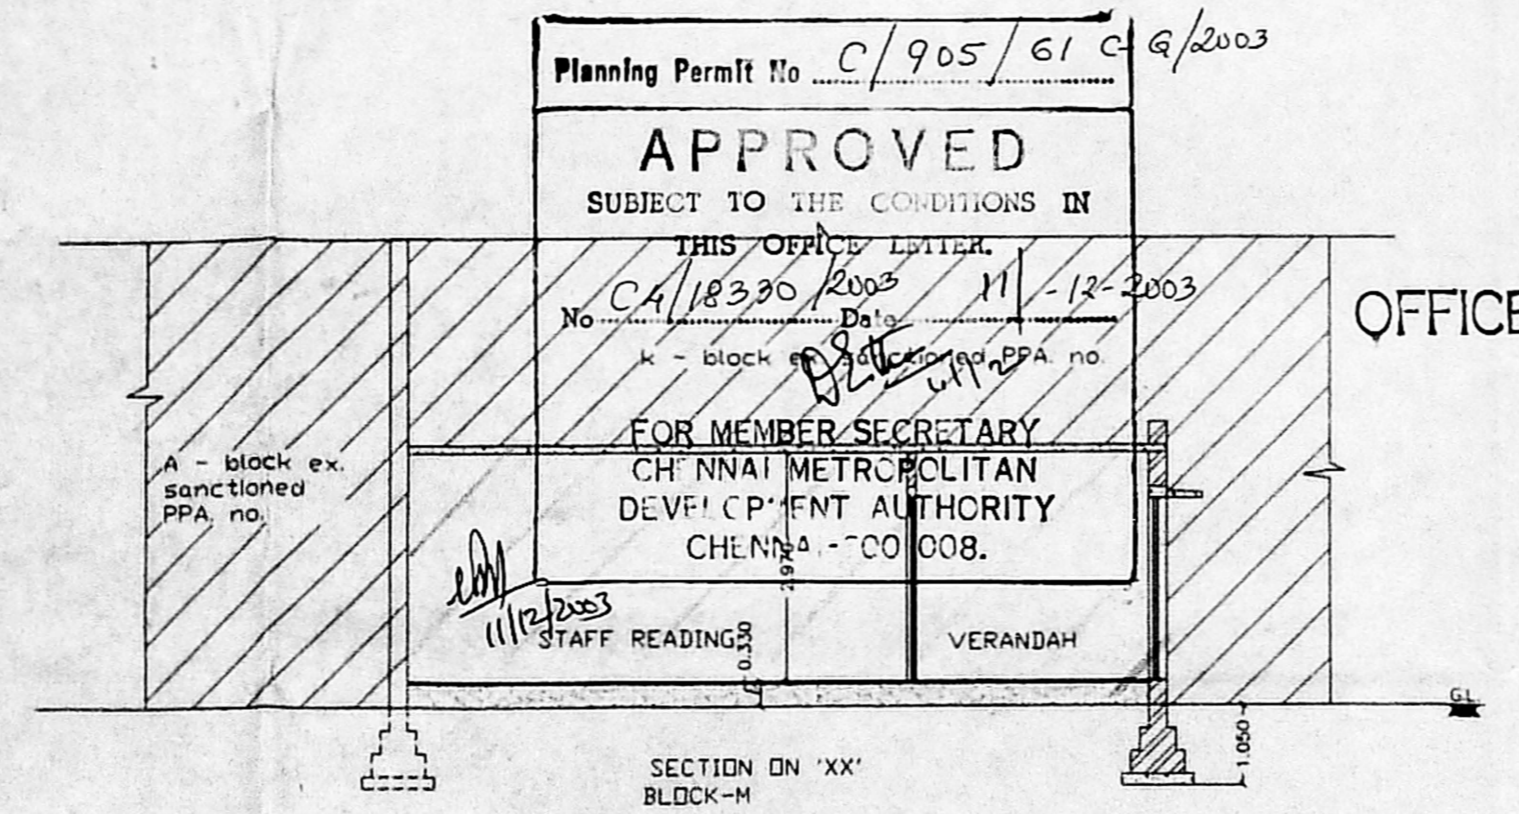 Planning Permit No C/905/61 C-G/2003
APPROVED
SUBJECT TO THE CONDITIONS IN
THIS OFFICE LETTER.
No C4/18330/2003 Date 11-12-2003
k - block ex. sanctioned PPA. no.
FOR MEMBER SECRETARY
CHENNAI METROPOLITAN
DEVELOPMENT AUTHORITY
CHENNAI-600 008.
OFFICE
A - block ex.
sanctioned
PPA. no.
11/12/2003
STAFF READING
0.330
VERANDAH
G.L
1.050
SECTION ON 'XX'
BLOCK-M